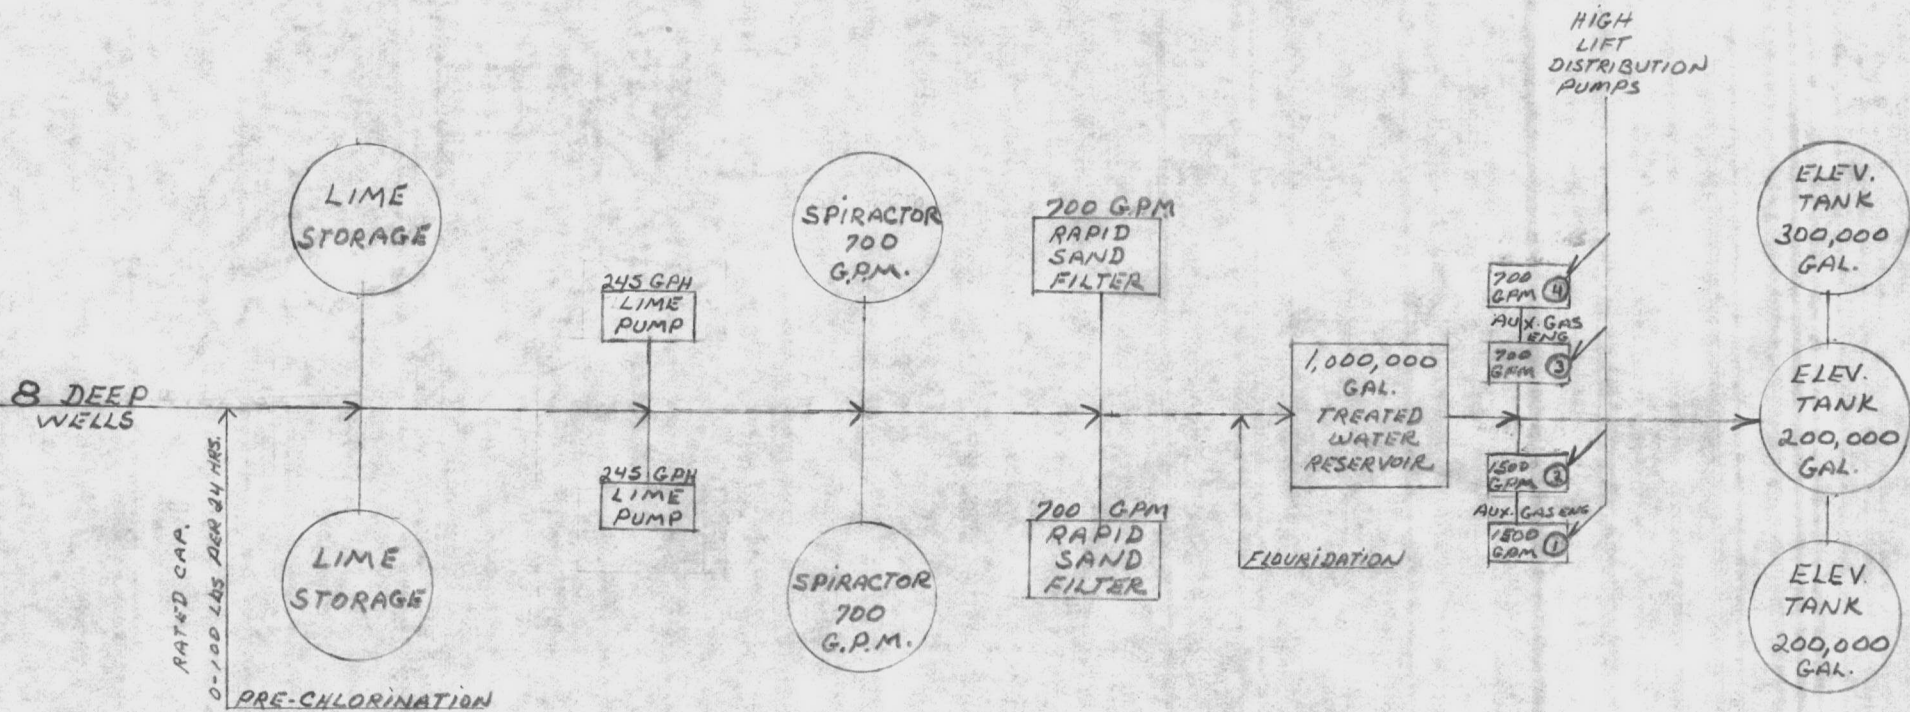 HIGH
LIFT
DISTRIBUTION
PUMPS
8 DEEP
WELLS
RATED CAP.
0-100 LBS PER 24 HRS.
PRE-CHLORINATION
LIME
STORAGE
LIME
STORAGE
245 GPH
LIME
PUMP
245 GPH
LIME
PUMP
SPIRACTOR
700
G.P.M.
SPIRACTOR
700
G.P.M.
700 G.P.M
RAPID
SAND
FILTER
700 GPM
RAPID
SAND
FILTER
FLOURIDATION
1,000,000
GAL.
TREATED
WATER
RESERVOIR
700
GPM 4
AUX. GAS
ENG
700
GPM 3
1500
GPM 2
AUX. GAS ENG
1500
GPM 1
ELEV.
TANK
300,000
GAL.
ELEV.
TANK
200,000
GAL.
ELEV.
TANK
200,000
GAL.